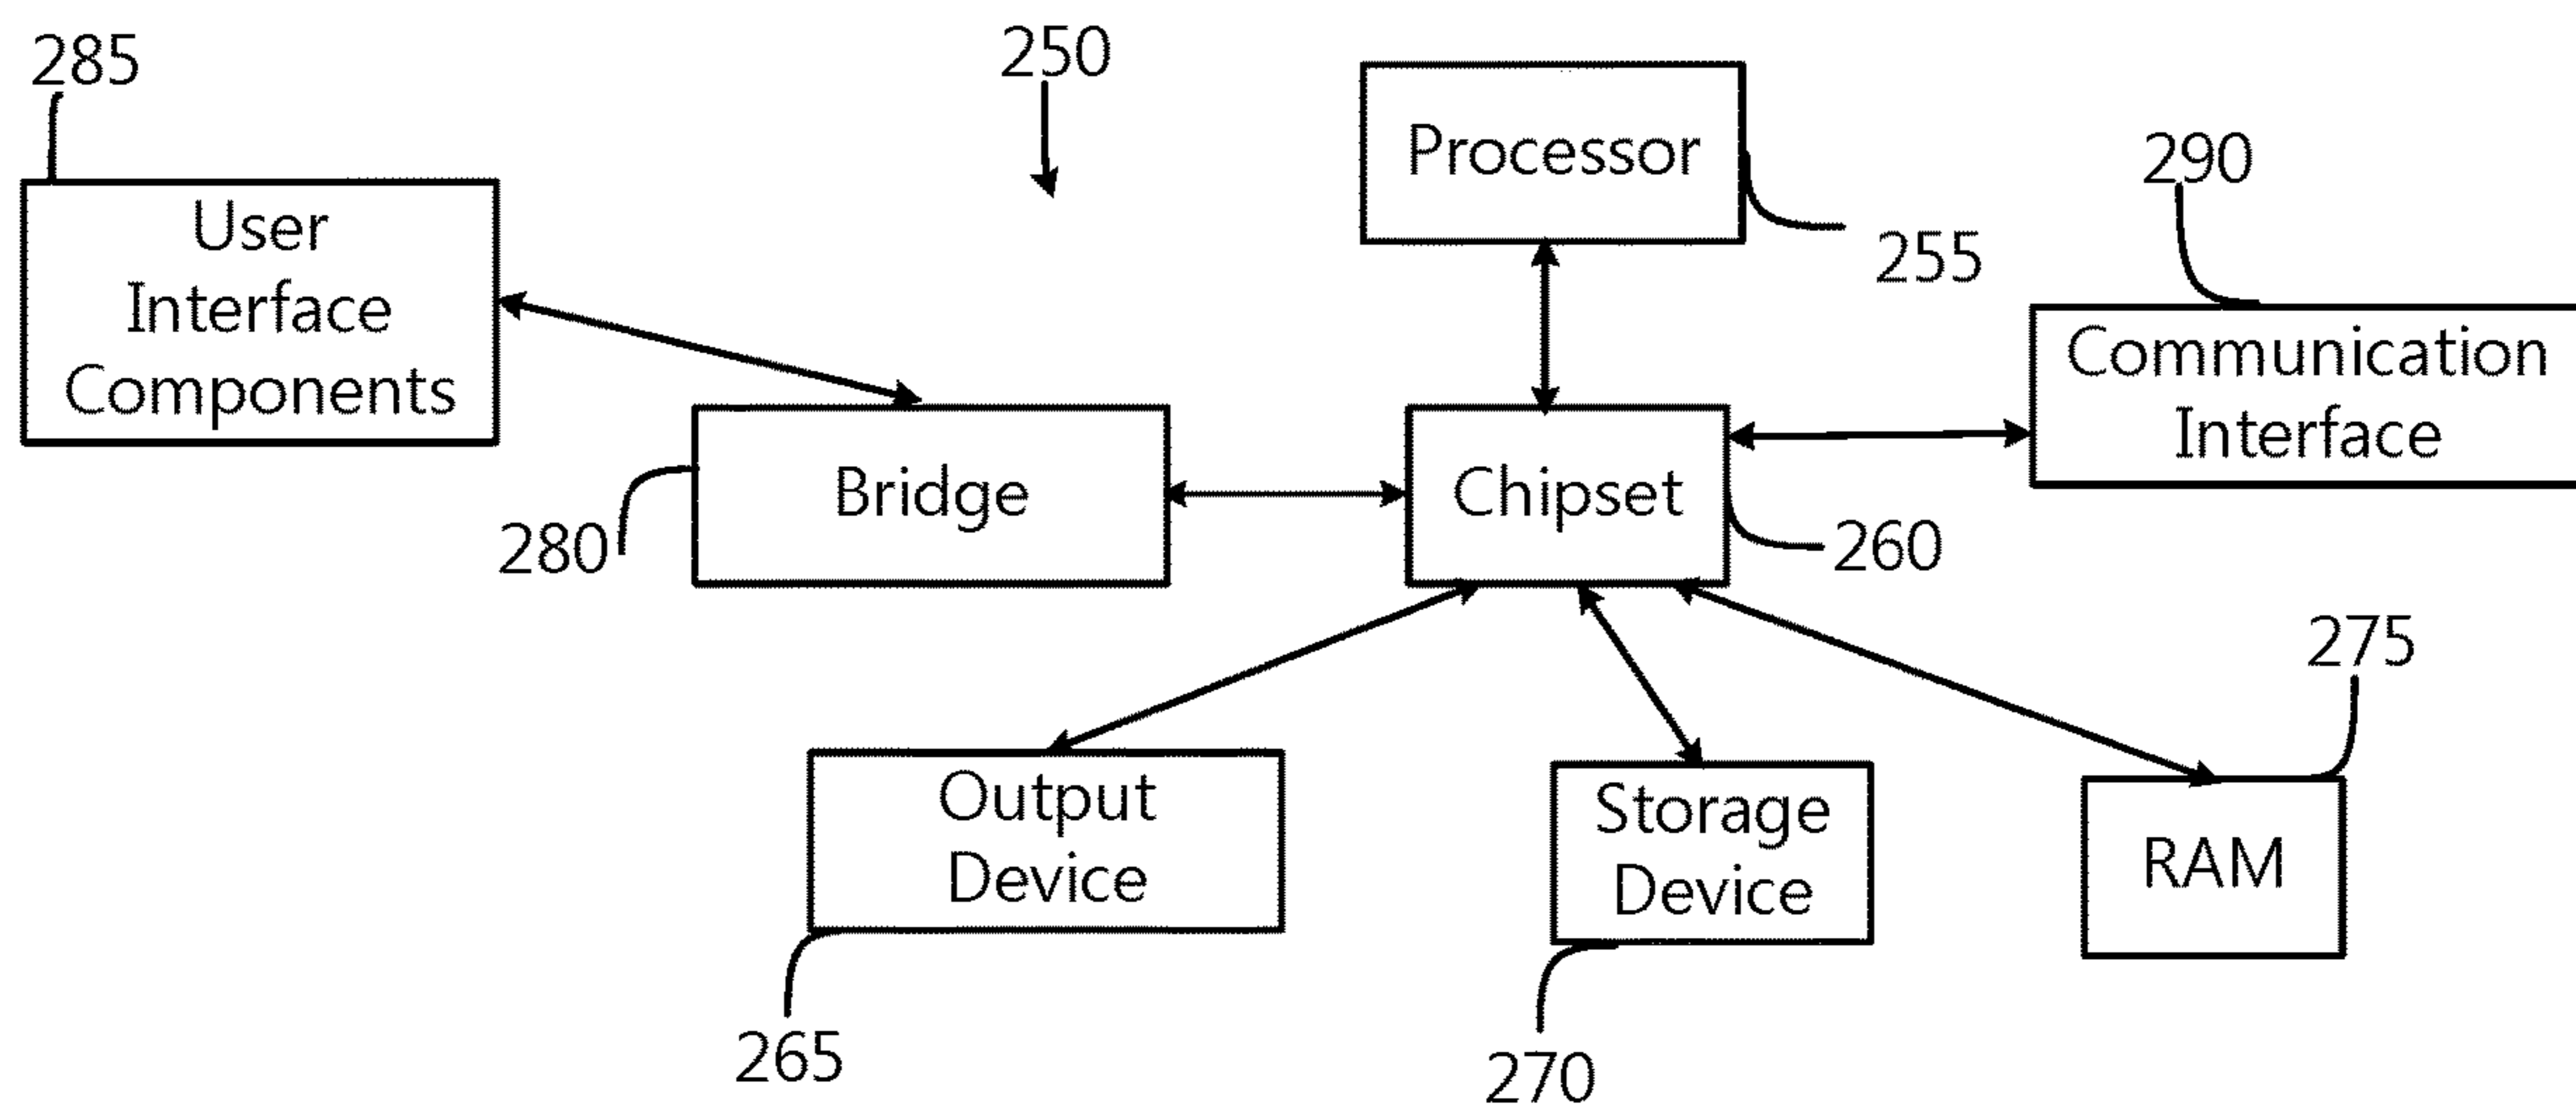 285
250
Processor
290
User
Interface
Components
255
Communication
Interface
Bridge
Chipset
280
260
275
Output
Device
Storage
Device
RAM
265
270